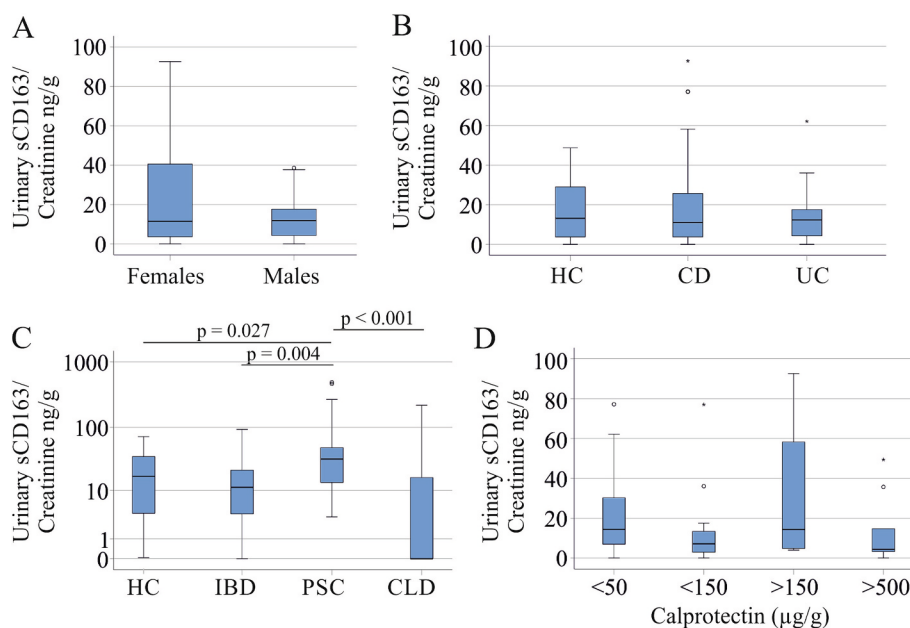 A
Urinary sCD163/
Creatinine ng/g
100
80
60
40
20
0
Females Males
B
Urinary sCD163/
Creatinine ng/g
100
80
60
40
20
0
HC CD UC
C
p < 0.001
p = 0.027
p = 0.004
Urinary sCD163/
Creatinine ng/g
1000
100
10
1
0
HC IBD PSC CLD
D
Urinary sCD163/
Creatinine ng/g
100
80
60
40
20
0
<50 <150 >150 >500
Calprotectin (µg/g)